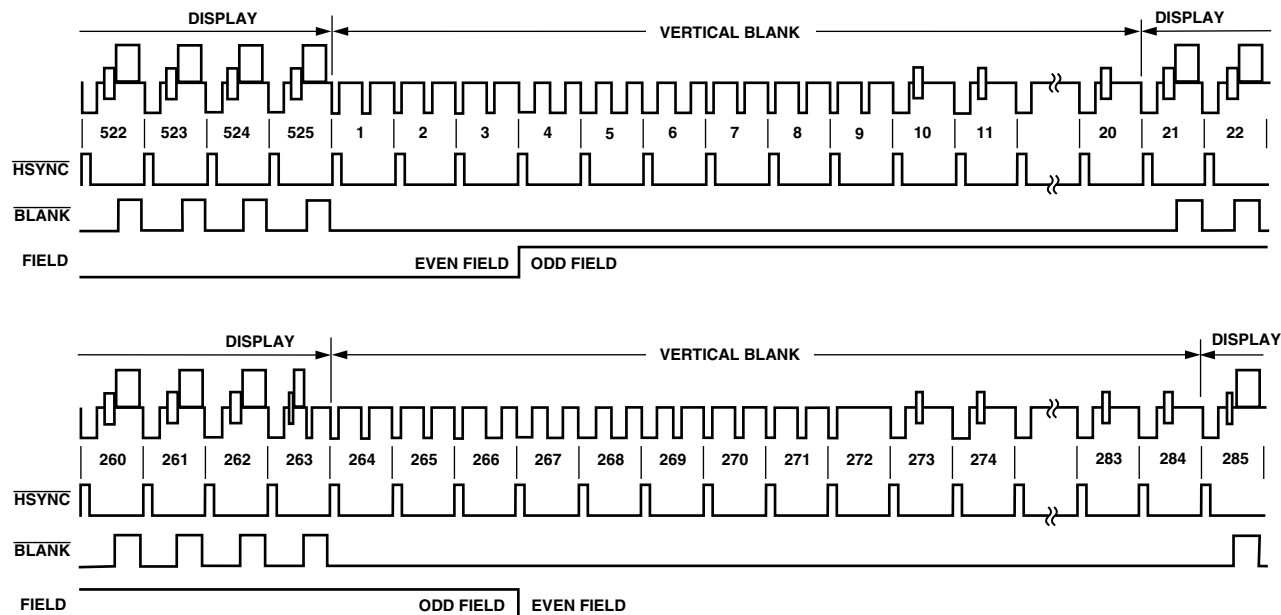 DISPLAY VERTICAL BLANK DISPLAY
522 523 524 525 1 2 3 4 5 6 7 8 9 10 11 20 21 22
HSYNC
BLANK
FIELD EVEN FIELD ODD FIELD
DISPLAY VERTICAL BLANK DISPLAY
260 261 262 263 264 265 266 267 268 269 270 271 272 273 274 283 284 285
HSYNC
BLANK
FIELD ODD FIELD EVEN FIELD